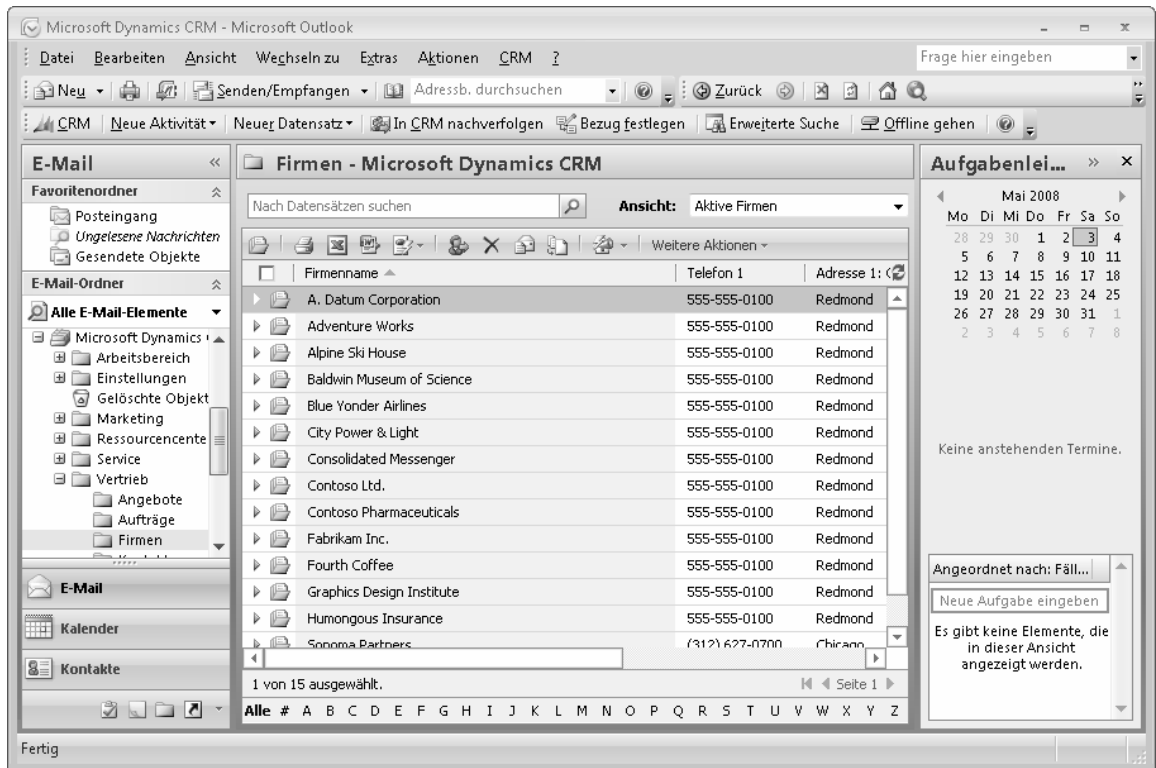 Microsoft Dynamics CRM - Microsoft Outlook
Datei Bearbeiten Ansicht Wechseln zu Extras Aktionen CRM ?
Frage hier eingeben
Neu Senden/Empfangen Adressb. durchsuchen Zurück
CRM Neue Aktivität Neuer Datensatz In CRM nachverfolgen Bezug festlegen Erweiterte Suche Offline gehen
E-Mail «
Favoritenordner
Posteingang
Ungelesene Nachrichten
Gesendete Objekte
E-Mail-Ordner
Alle E-Mail-Elemente
Microsoft Dynamics
Arbeitsbereich
Einstellungen
Gelöschte Objekt
Marketing
Ressourcencente
Service
Vertrieb
Angebote
Aufträge
Firmen
E-Mail
Kalender
Kontakte
Firmen - Microsoft Dynamics CRM
Nach Datensätzen suchen
Ansicht: Aktive Firmen
Weitere Aktionen
Firmenname Telefon 1 Adresse 1: (
A. Datum Corporation 555-555-0100 Redmond
Adventure Works 555-555-0100 Redmond
Alpine Ski House 555-555-0100 Redmond
Baldwin Museum of Science 555-555-0100 Redmond
Blue Yonder Airlines 555-555-0100 Redmond
City Power & Light 555-555-0100 Redmond
Consolidated Messenger 555-555-0100 Redmond
Contoso Ltd. 555-555-0100 Redmond
Contoso Pharmaceuticals 555-555-0100 Redmond
Fabrikam Inc. 555-555-0100 Redmond
Fourth Coffee 555-555-0100 Redmond
Graphics Design Institute 555-555-0100 Redmond
Humongous Insurance 555-555-0100 Redmond
Sonoma Partners (312) 627-0700 Chicago
1 von 15 ausgewählt.
Seite 1
Alle # A B C D E F G H I J K L M N O P Q R S T U V W X Y Z
Aufgabenlei... »
Mai 2008
Mo Di Mi Do Fr Sa So
28 29 30 1 2 3 4
5 6 7 8 9 10 11
12 13 14 15 16 17 18
19 20 21 22 23 24 25
26 27 28 29 30 31 1
2 3 4 5 6 7 8
Keine anstehenden Termine.
Angeordnet nach: Fäll...
Neue Aufgabe eingeben
Es gibt keine Elemente, die
in dieser Ansicht
angezeigt werden.
Fertig